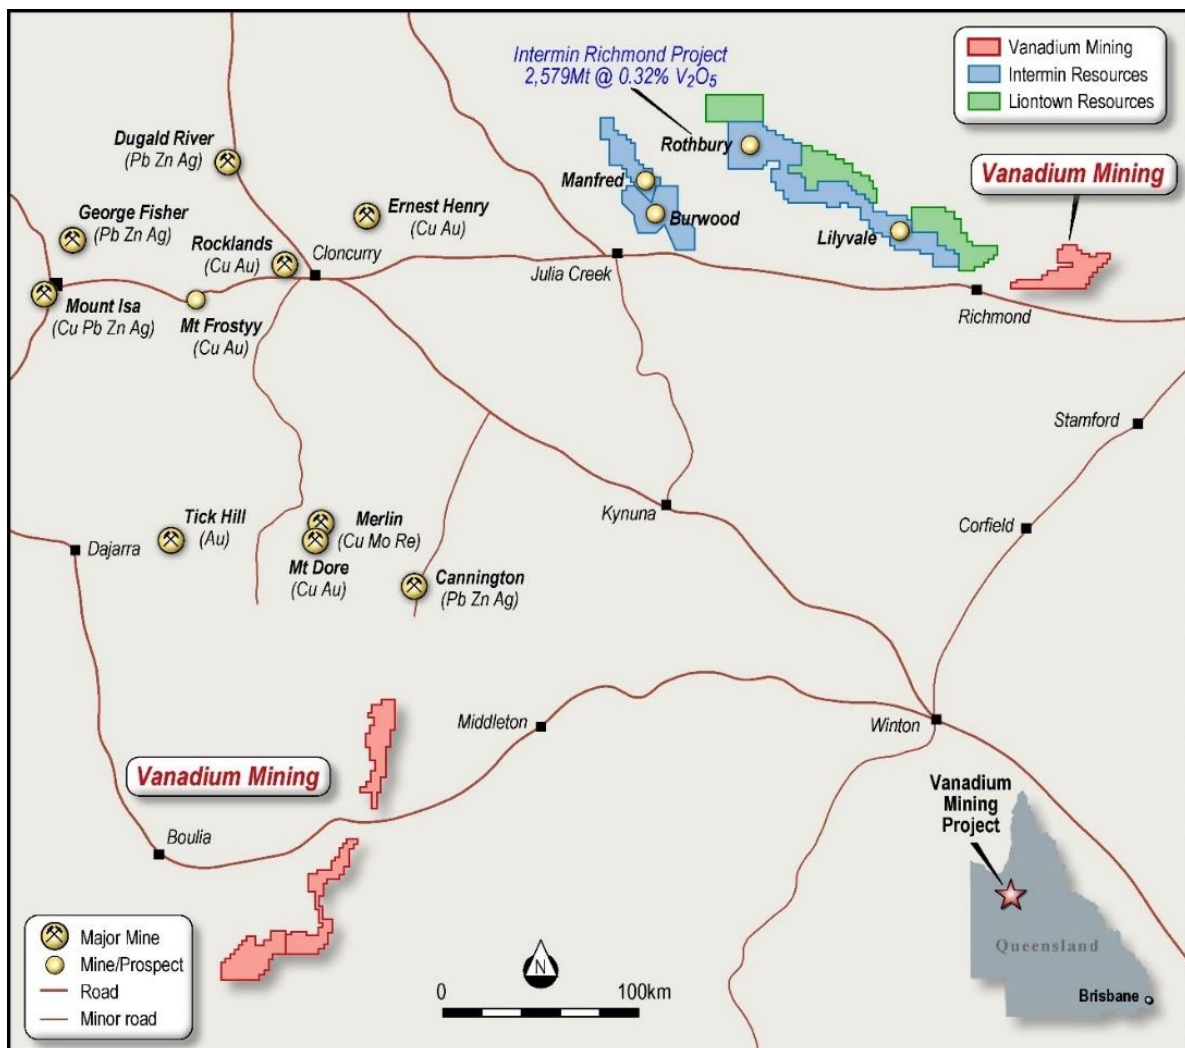 Intermin Richmond Project
2,579Mt @ 0.32% V₂O₅
Vanadium Mining
Intermin Resources
Liontown Resources
Dugald River
(Pb Zn Ag)
Rothbury
Vanadium Mining
Manfred
George Fisher
(Pb Zn Ag)
Ernest Henry
(Cu Au)
Burwood
Lilyvale
Rocklands
(Cu Au)
Cloncurry
Julia Creek
Mount Isa
(Cu Pb Zn Ag)
Mt Frostyy
(Cu Au)
Richmond
Stamford
Tick Hill
(Au)
Merlin
(Cu Mo Re)
Kynuna
Corfield
Dajarra
Mt Dore
(Cu Au)
Cannington
(Pb Zn Ag)
Middleton
Winton
Vanadium Mining
Vanadium
Mining
Project
Boulia
Major Mine
Mine/Prospect
Road
Minor road
N
0
100km
Queensland
Brisbane